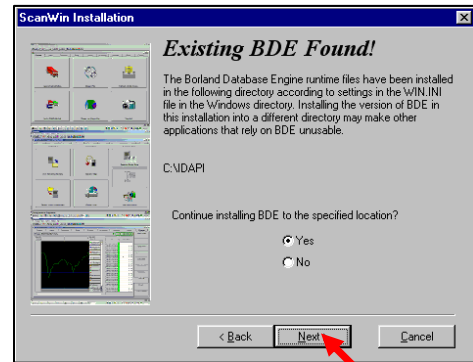 ScanWin Installation
Existing BDE Found!
The Borland Database Engine runtime files have been installed
in the following directory according to settings in the WIN.INI
file in the Windows directory. Installing the version of BDE in
this installation into a different directory may make other
applications that rely on BDE unusable.
C:\IDAPI
Continue installing BDE to the specified location?
Yes
No
< Back
Next
Cancel